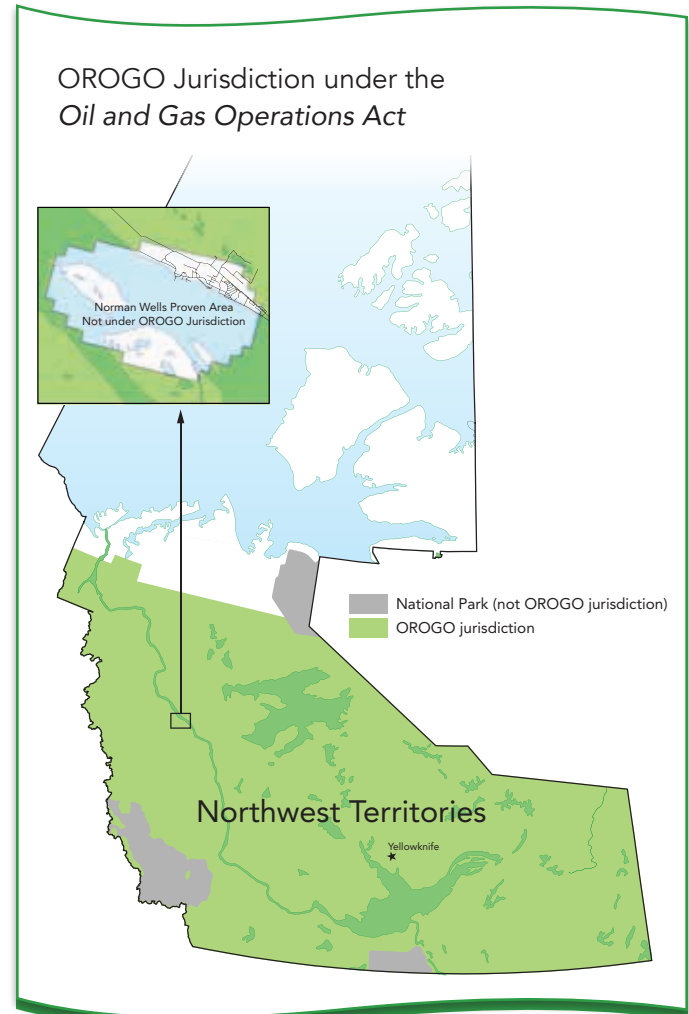 OROGO Jurisdiction under the
Oil and Gas Operations Act
Norman Wells Proven Area
Not under OROGO Jurisdiction
National Park (not OROGO jurisdiction)
OROGO jurisdiction
Northwest Territories
Yellowknife